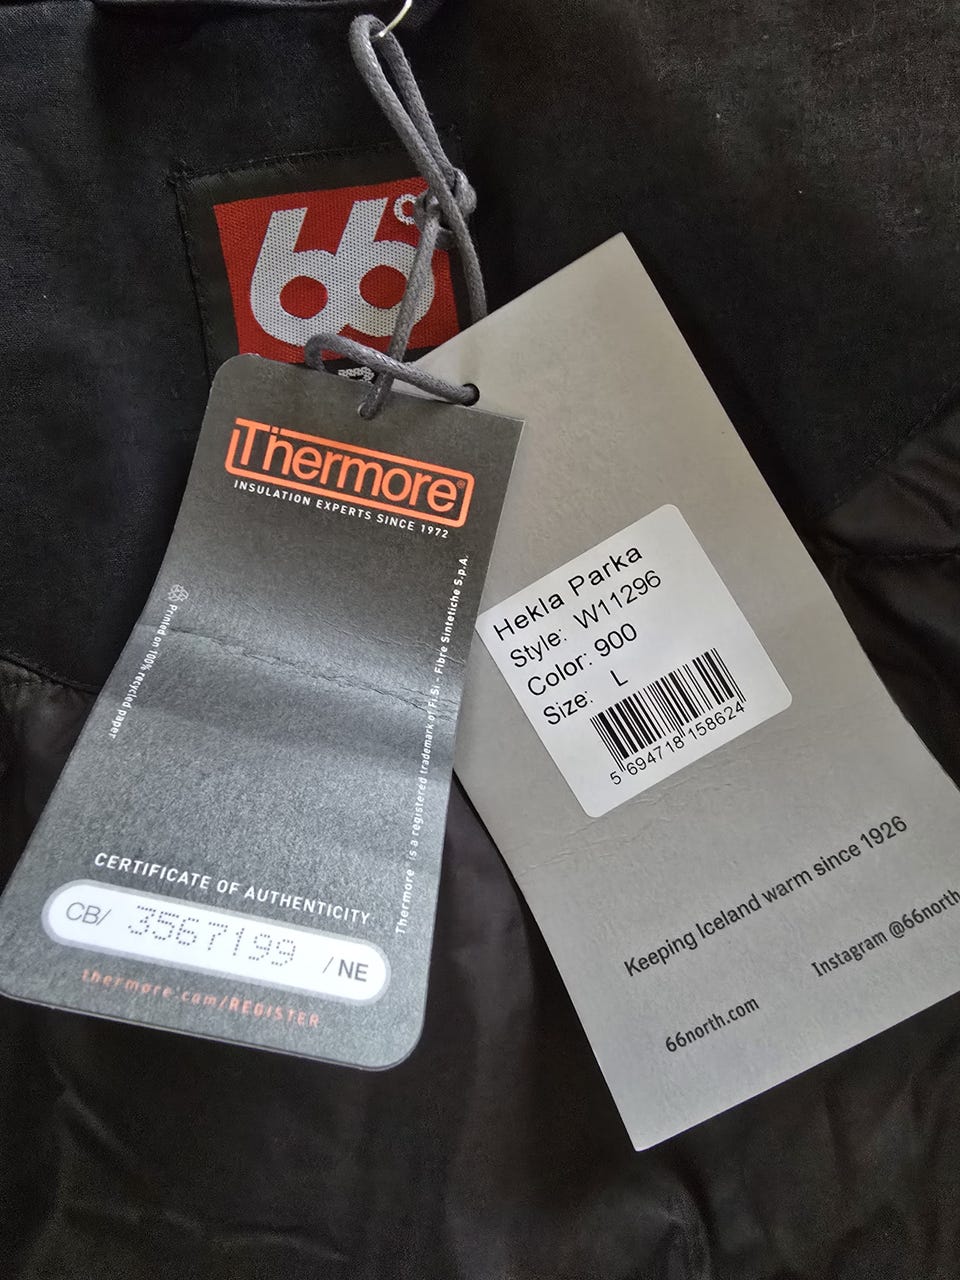 66°
Thermore®
INSULATION EXPERTS SINCE 1972
Printed on 100% recycled paper
Thermore® is a registered trademark of Fi.Si.- Fibre Sintetiche S.p.A.
CERTIFICATE OF AUTHENTICITY
CB/ 3567199 /NE
thermore.com/REGISTER
Hekla Parka
Style: W11296
Color: 900
Size: L
5 694718 158624
Keeping Iceland warm since 1926
66north.com
Instagram @66north